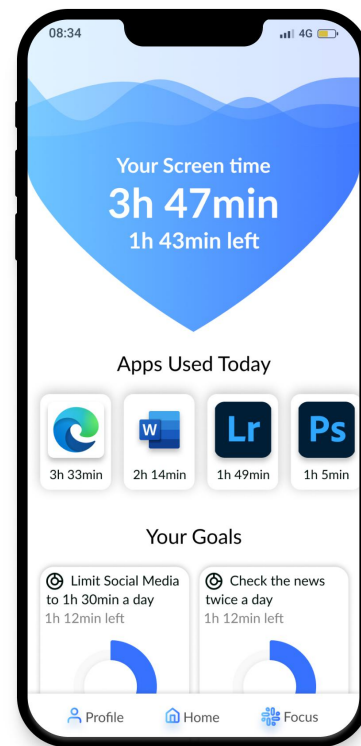 08:34
4G
Your Screen time
3h 47min
1h 43min left
Apps Used Today
W
Lr
Ps
3h 33min
2h 14min
1h 49min
1h 5min
Your Goals
Limit Social Media
to 1h 30min a day
1h 12min left
Check the news
twice a day
1h 12min left
Profile
Home
Focus